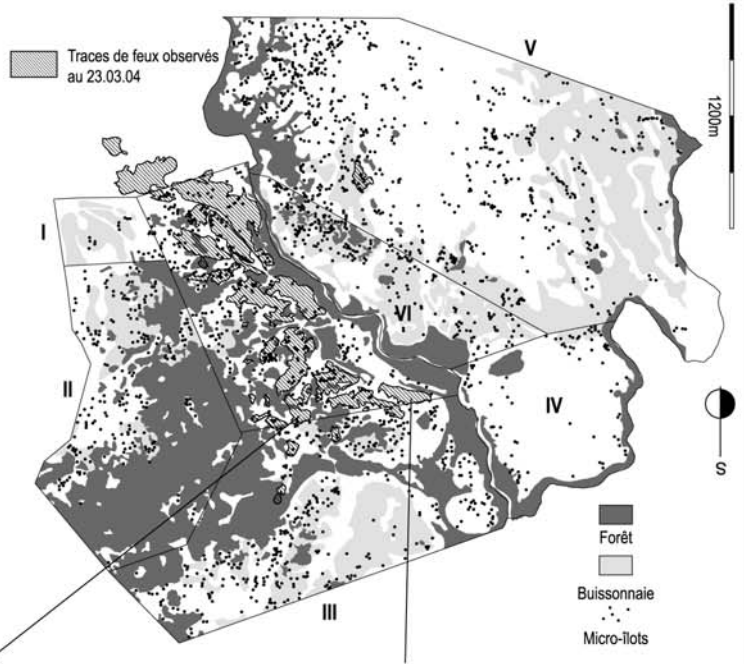 Traces de feux observés
au 23.03.04
V
1200m
I
VI
II
IV
S
Forêt
Buissonnaie
III
Micro-îlots